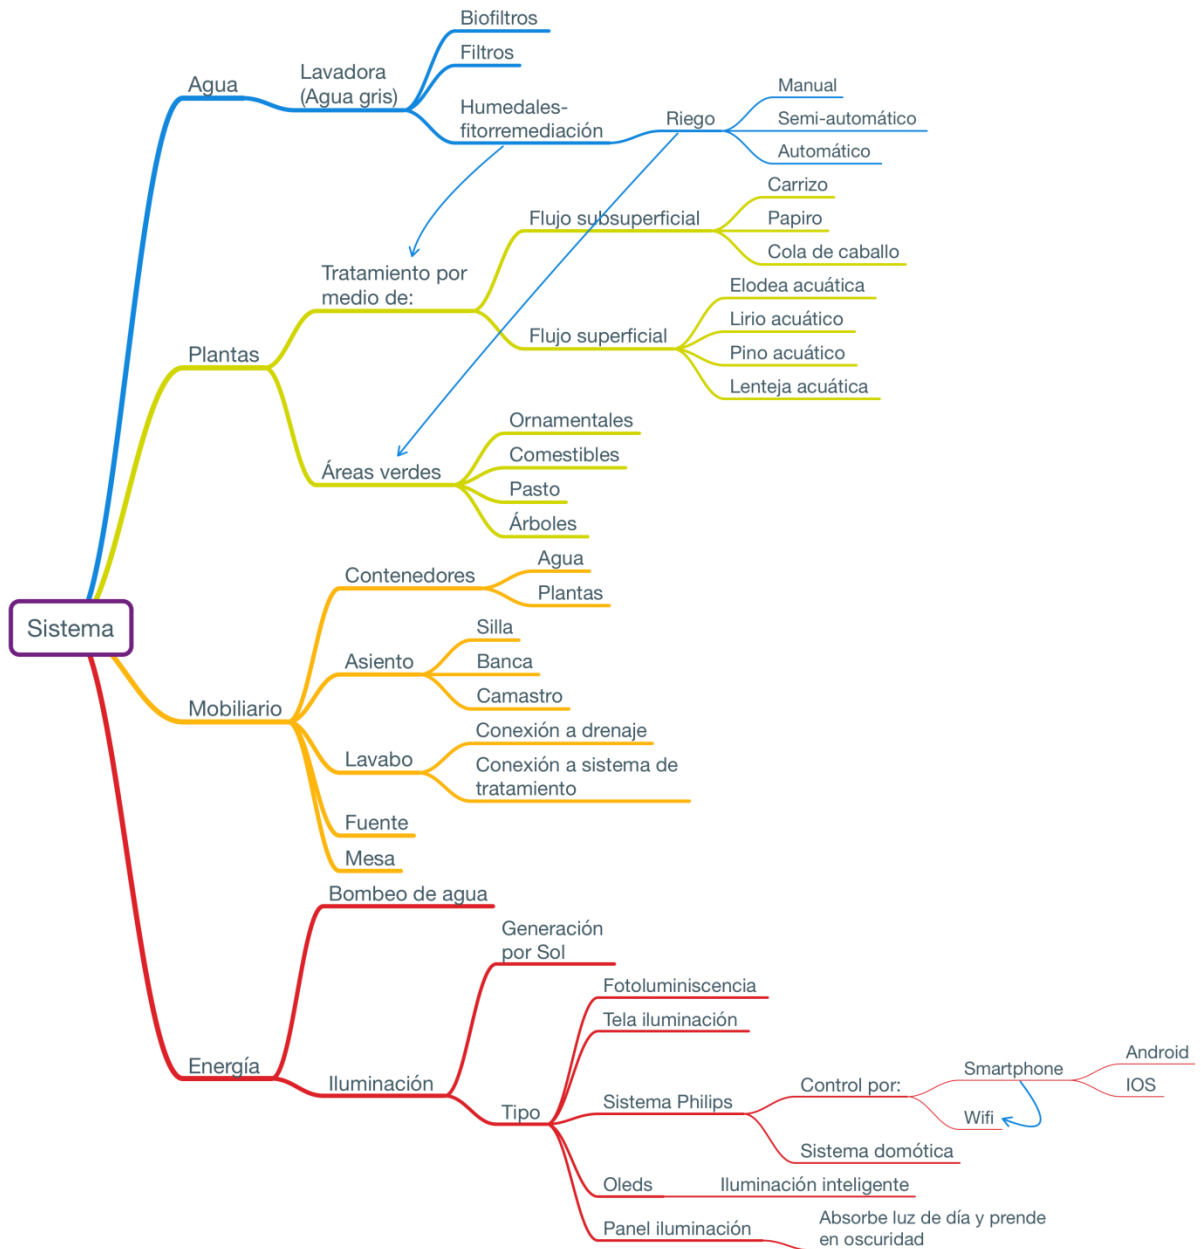 Biofiltros
Filtros
Agua
Lavadora
(Agua gris)
Humedales-
fitorremediación
Riego
Manual
Semi-automático
Automático
Plantas
Tratamiento por
medio de:
Flujo subsuperficial
Carrizo
Papiro
Cola de caballo
Flujo superficial
Elodea acuática
Lirio acuático
Pino acuático
Lenteja acuática
Áreas verdes
Ornamentales
Comestibles
Pasto
Árboles
Sistema
Mobiliario
Contenedores
Agua
Plantas
Asiento
Silla
Banca
Camastro
Lavabo
Conexión a drenaje
Conexión a sistema de
tratamiento
Fuente
Mesa
Energía
Bombeo de agua
Iluminación
Generación
por Sol
Tipo
Fotoluminiscencia
Tela iluminación
Sistema Philips
Control por:
Smartphone
Android
IOS
Wifi
Sistema domótica
Oleds
Iluminación inteligente
Panel iluminación
Absorbe luz de día y prende
en oscuridad